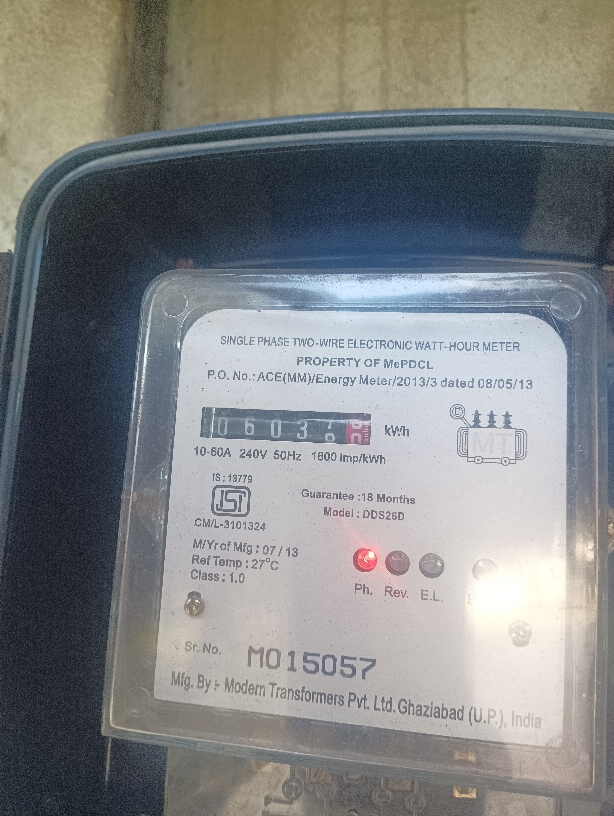 SINGLE PHASE TWO-WIRE ELECTRONIC WATT-HOUR METER
PROPERTY OF MePDCL
P.O. No.: ACE(MM)/Energy Meter/2013/3 dated 08/05/13
0603
kWh
10-60A 240V 50Hz 1600 imp/kWh
MT
IS : 13779
ISI
CM/L-3101324
Guarantee :18 Months
Model : DDS26D
M/Yr of Mfg : 07 / 13
Ref Temp : 27°C
Class : 1.0
Ph. Rev. E.L.
Sr. No. M015057
Mfg. By :- Modern Transformers Pvt. Ltd. Ghaziabad (U.P.), India